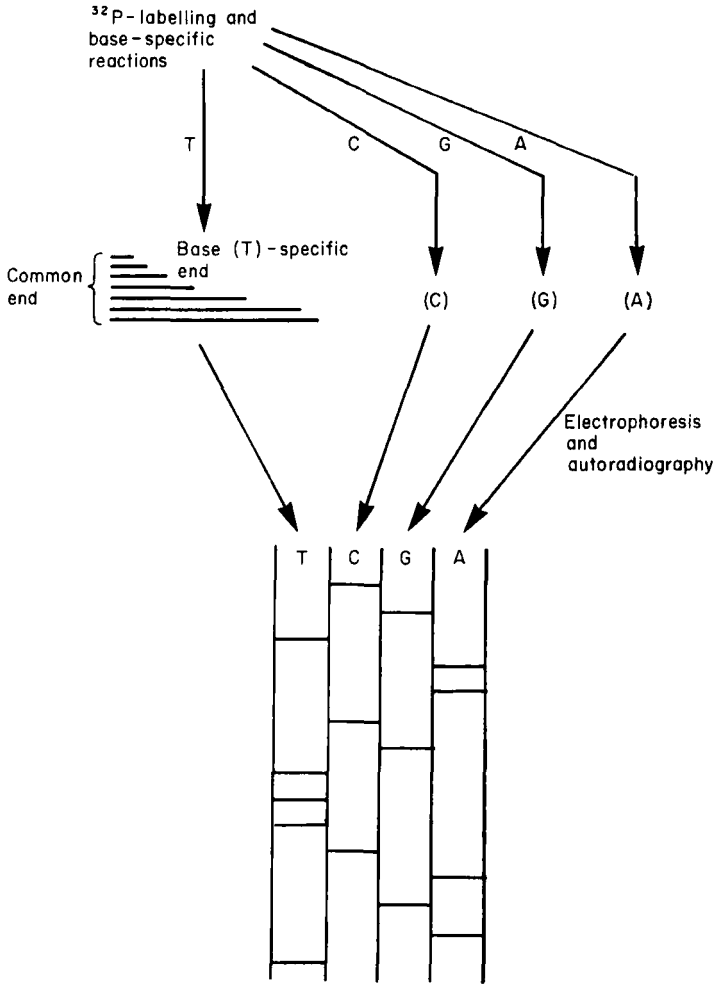 ³²P-labelling and
base-specific
reactions
T
C
G
A
Base (T)-specific
end
Common
end
(C)
(G)
(A)
Electrophoresis
and
autoradiography
T
C
G
A